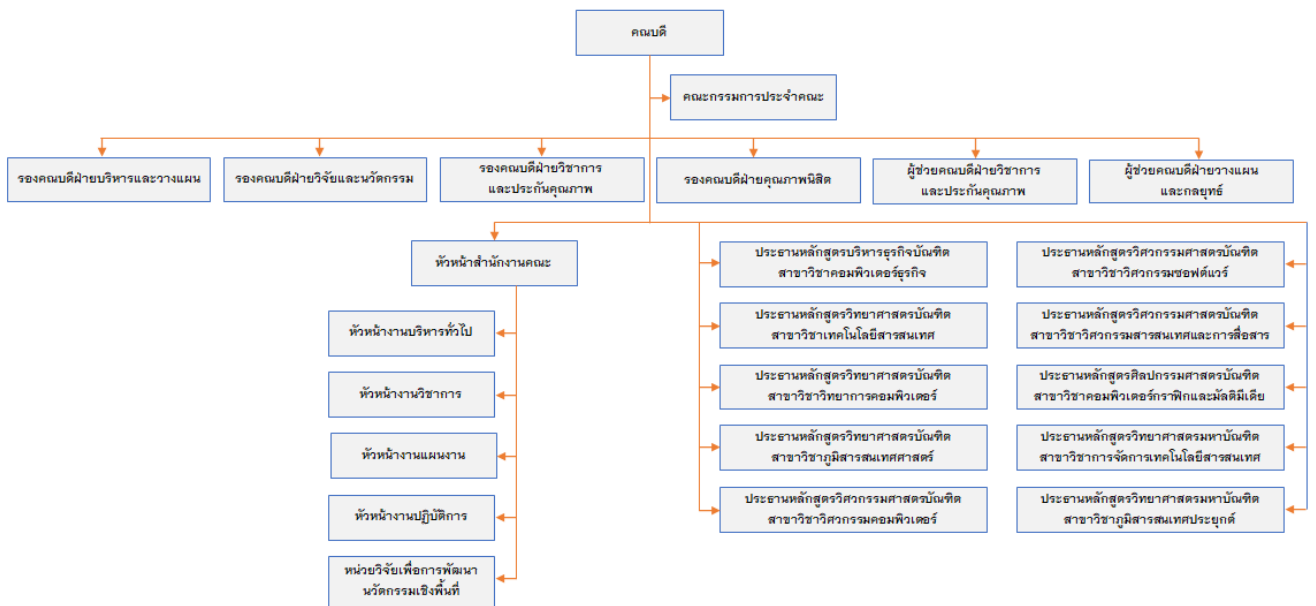 คณบดี
คณะกรรมการประจำคณะ
รองคณบดีฝ่ายบริหารและวางแผน
รองคณบดีฝ่ายวิจัยและนวัตกรรม
รองคณบดีฝ่ายวิชาการ
และประกันคุณภาพ
รองคณบดีฝ่ายคุณภาพนิสิต
ผู้ช่วยคณบดีฝ่ายวิชาการ
และประกันคุณภาพ
ผู้ช่วยคณบดีฝ่ายวางแผน
และกลยุทธ์
หัวหน้าสำนักงานคณะ
หัวหน้างานบริหารทั่วไป
หัวหน้างานวิชาการ
หัวหน้างานแผนงาน
หัวหน้างานปฏิบัติการ
หน่วยวิจัยเพื่อการพัฒนา
นวัตกรรมเชิงพื้นที่
ประธานหลักสูตรบริหารธุรกิจบัณฑิต
สาขาวิชาคอมพิวเตอร์ธุรกิจ
ประธานหลักสูตรวิทยาศาสตรบัณฑิต
สาขาวิชาเทคโนโลยีสารสนเทศ
ประธานหลักสูตรวิทยาศาสตรบัณฑิต
สาขาวิชาวิทยาการคอมพิวเตอร์
ประธานหลักสูตรวิทยาศาสตรบัณฑิต
สาขาวิชาภูมิสารสนเทศศาสตร์
ประธานหลักสูตรวิศวกรรมศาสตรบัณฑิต
สาขาวิชาวิศวกรรมคอมพิวเตอร์
ประธานหลักสูตรวิศวกรรมศาสตรบัณฑิต
สาขาวิชาวิศวกรรมซอฟต์แวร์
ประธานหลักสูตรวิศวกรรมศาสตรบัณฑิต
สาขาวิชาวิศวกรรมสารสนเทศและการสื่อสาร
ประธานหลักสูตรศิลปกรรมศาสตรบัณฑิต
สาขาวิชาคอมพิวเตอร์กราฟิกและมัลติมีเดีย
ประธานหลักสูตรวิทยาศาสตรมหาบัณฑิต
สาขาวิชาการจัดการเทคโนโลยีสารสนเทศ
ประธานหลักสูตรวิทยาศาสตรมหาบัณฑิต
สาขาวิชาภูมิสารสนเทศประยุกต์